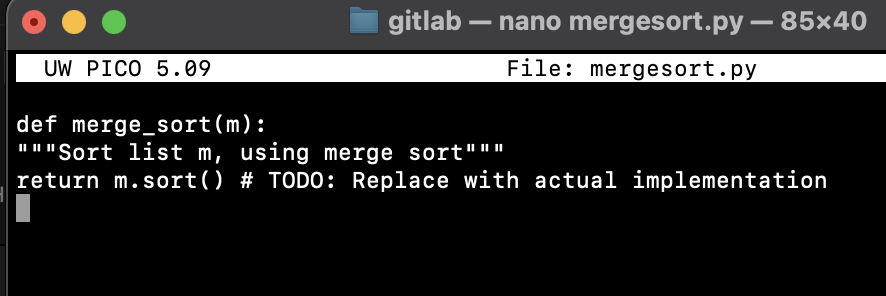 gitlab — nano mergesort.py — 85×40
UW PICO 5.09 File: mergesort.py
def merge_sort(m):
"""Sort list m, using merge sort"""
return m.sort() # TODO: Replace with actual implementation